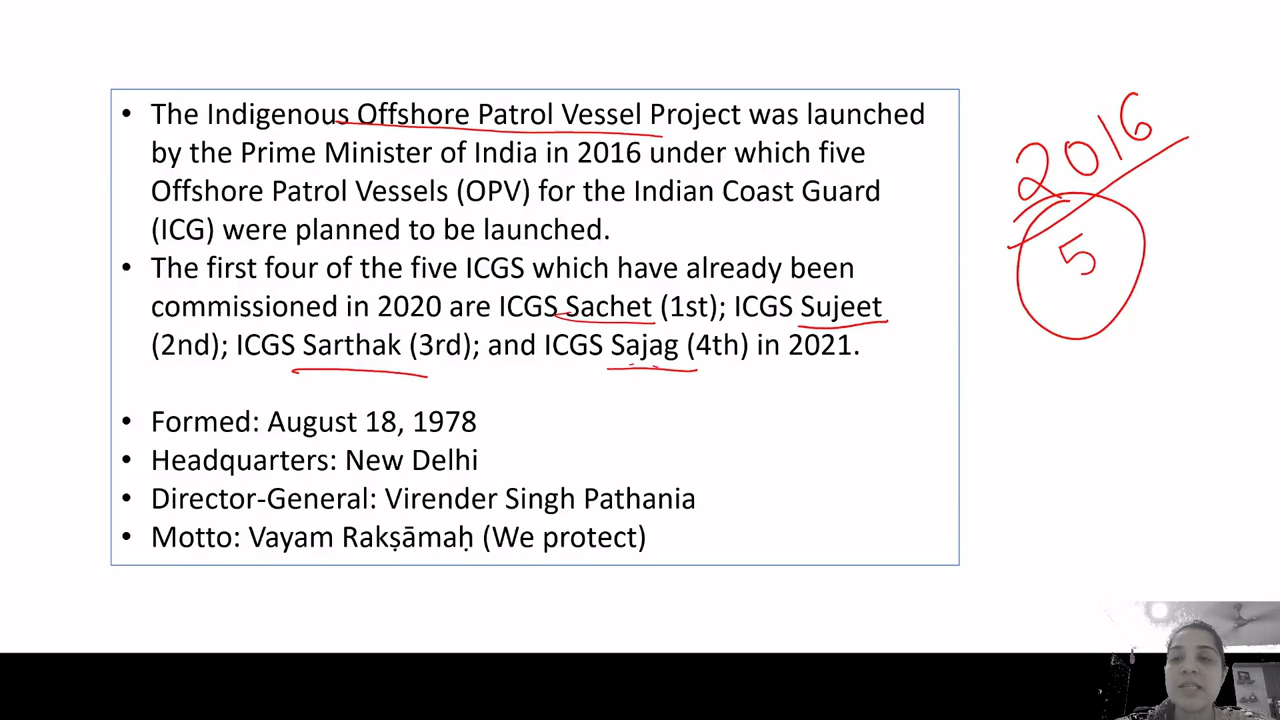 • The Indigenous Offshore Patrol Vessel Project was launched
by the Prime Minister of India in 2016 under which five
Offshore Patrol Vessels (OPV) for the Indian Coast Guard
(ICG) were planned to be launched.
• The first four of the five ICGS which have already been
commissioned in 2020 are ICGS Sachet (1st); ICGS Sujeet
(2nd); ICGS Sarthak (3rd); and ICGS Sajag (4th) in 2021.
• Formed: August 18, 1978
• Headquarters: New Delhi
• Director-General: Virender Singh Pathania
• Motto: Vayam Rakṣāmaḥ (We protect)
2016
5